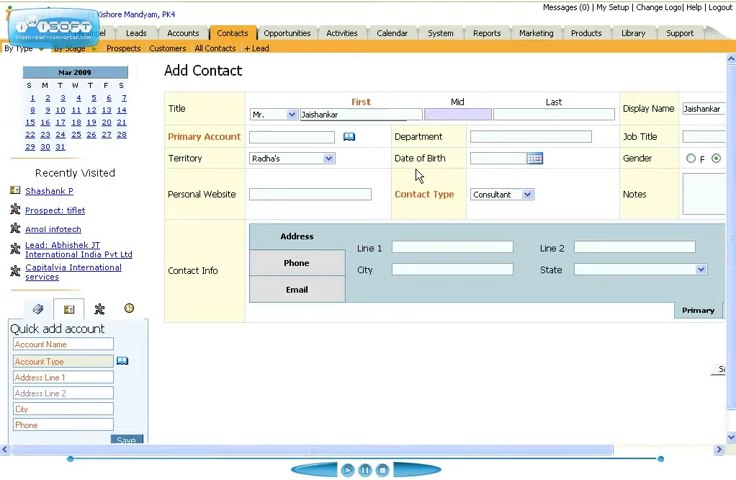 Kishore Mandyam, PK4
Messages (0) | My Setup | Change Logo | Help | Logout
Leads Accounts Contacts Opportunities Activities Calendar System Reports Marketing Products Library Support
By Type By Stage Prospects Customers All Contacts + Lead
Mar 2009
S M T W T F S
1 2 3 4 5 6 7
8 9 10 11 12 13 14
15 16 17 18 19 20 21
22 23 24 25 26 27 28
29 30 31
Recently Visited
Shashank P
Prospect: tiflet
Amol infotech
Lead: Abhishek JT
International India Pvt Ltd
Capitalvia International
services
Quick add account
Account Name
Account Type
Address Line 1
Address Line 2
City
Phone
Save
Add Contact
First Mid Last
Title Mr. Jaishankar Display Name Jaishankar
Primary Account Department Job Title
Territory Radha's Date of Birth Gender F
Personal Website Contact Type Consultant Notes
Contact Info
Address
Phone
Email
Line 1 Line 2
City State
Primary